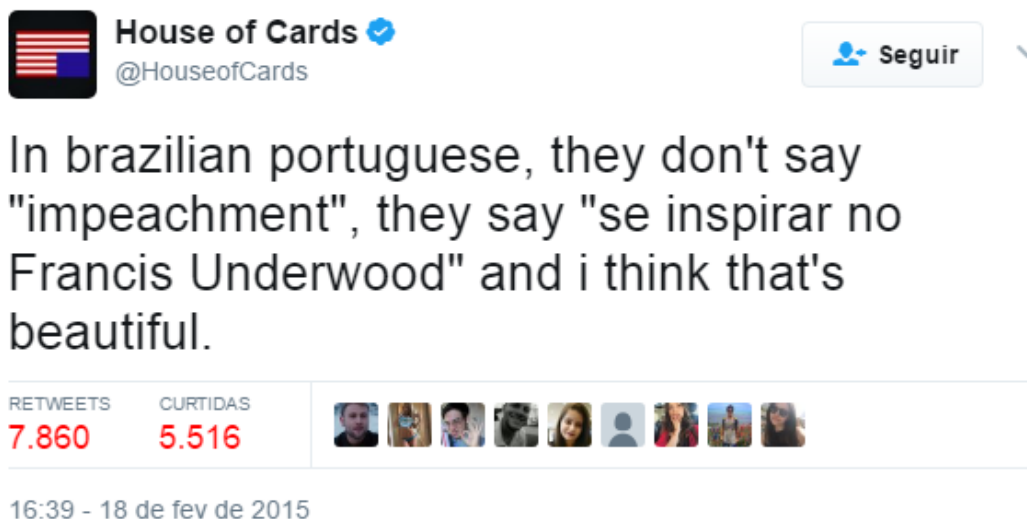 House of Cards
@HouseofCards
Seguir
In brazilian portuguese, they don't say
"impeachment", they say "se inspirar no
Francis Underwood" and i think that's
beautiful.
RETWEETS CURTIDAS
7.860 5.516
16:39 - 18 de fev de 2015